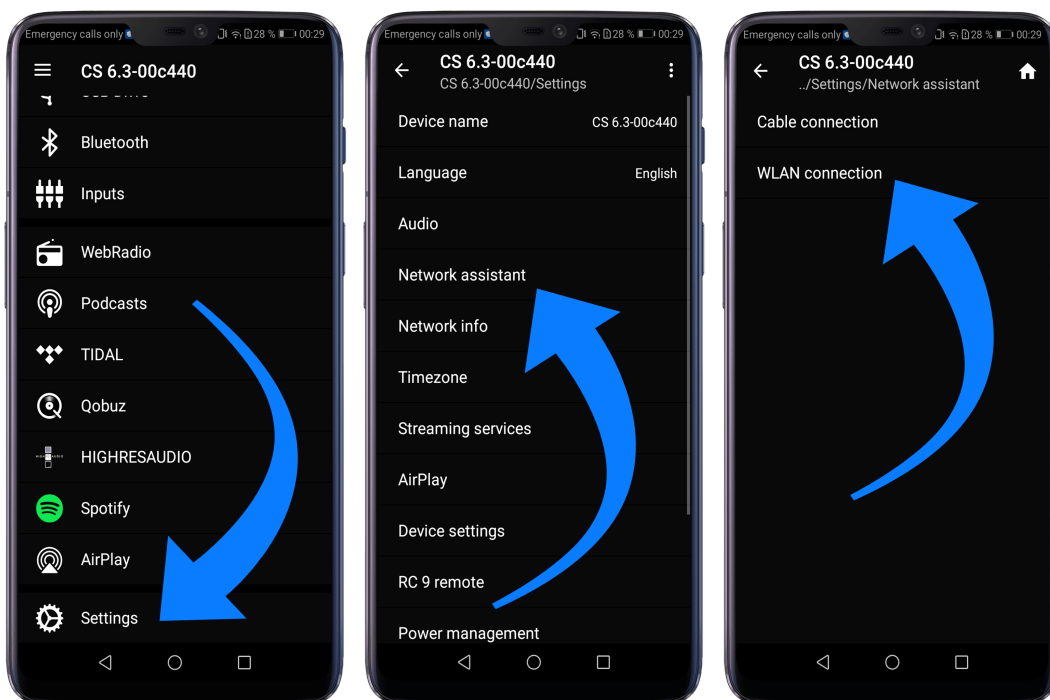 Emergency calls only 28 % 00:29
CS 6.3-00c440
Bluetooth
Inputs
WebRadio
Podcasts
TIDAL
Qobuz
HIGHRESAUDIO
Spotify
AirPlay
Settings
Emergency calls only 28 % 00:29
CS 6.3-00c440
CS 6.3-00c440/Settings
Device name CS 6.3-00c440
Language English
Audio
Network assistant
Network info
Timezone
Streaming services
AirPlay
Device settings
RC 9 remote
Power management
Emergency calls only 28 % 00:29
CS 6.3-00c440
../Settings/Network assistant
Cable connection
WLAN connection